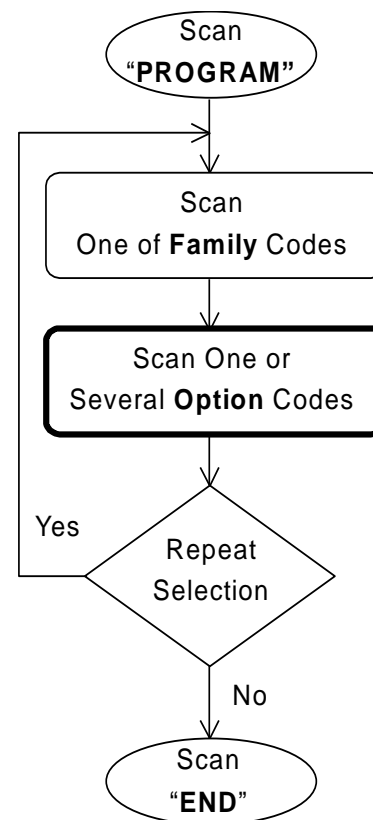 Scan
“PROGRAM”
Scan
One of Family Codes
Scan One or
Several Option Codes
Yes
Repeat
Selection
No
Scan
“END”